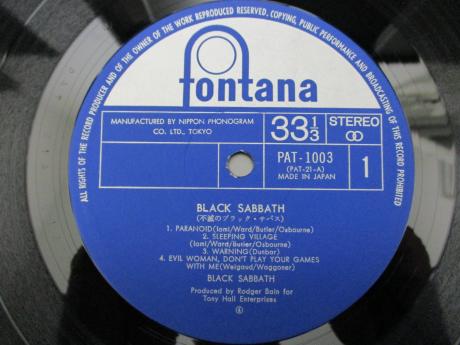 ALL RIGHTS OF THE RECORD PRODUCER AND OF THE OWNER OF THE WORK REPRODUCED RESERVED. COPYING, PUBLIC PERFORMANCE AND BROADCASTING OF THIS RECORD PROHIBITED
fontana
MANUFACTURED BY NIPPON PHONOGRAM
CO. LTD., TOKYO
33 1/3
STEREO
PAT-1003
(PAT-21-A)
MADE IN JAPAN
1
BLACK SABBATH
(不滅のブラック・サバス)
1. PARANOID(Iomi/Ward/Butler/Osbourne)
2. SLEEPING VILLAGE
(Iomi/Ward/Butler/Osbourne)
3. WARNING(Dunbar)
4. EVIL WOMAN, DON'T PLAY YOUR GAMES
WITH ME(Weigaud/Waggoner)
BLACK SABBATH
Produced by Rodger Bain for
Tony Hall Enterprises